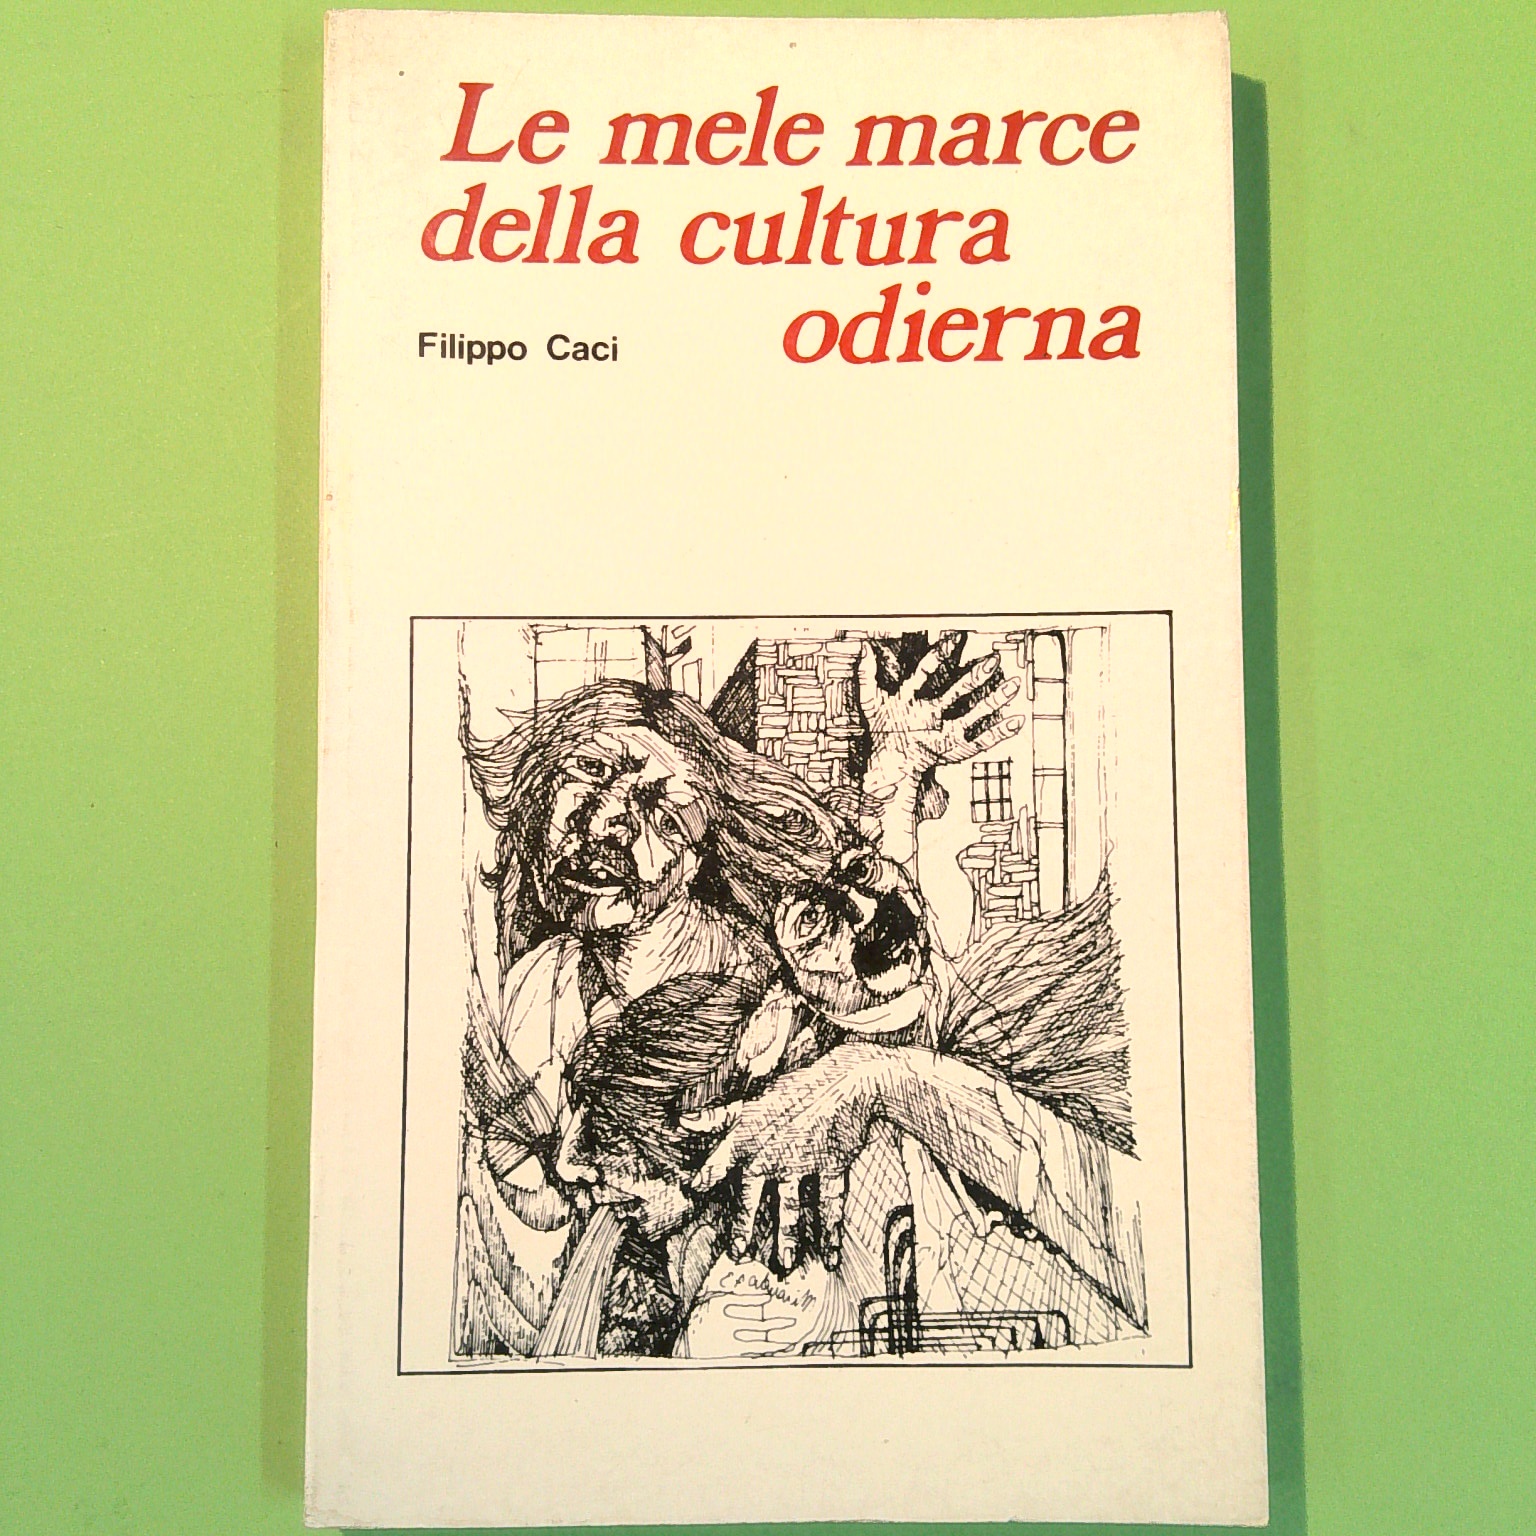 Le mele marce
della cultura
odierna
Filippo Caci